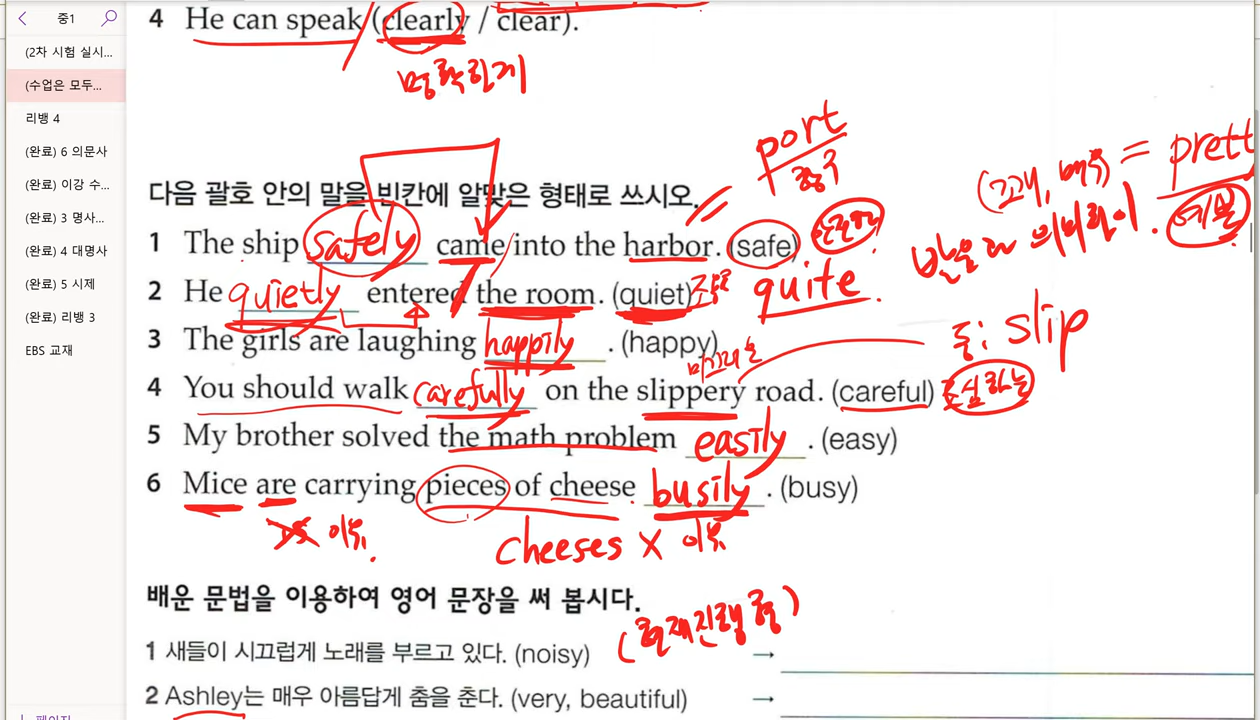 중1
(2차 시험 실시...
(수업은 모두...
리뱅 4
(완료) 6 의문사
(완료) 이강 수...
(완료) 3 명사...
(완료) 4 대명사
(완료) 5 시제
(완료) 리뱅 3
EBS 교재
4 He can speak / (clearly / clear).
명확하게
port
항구
다음 괄호 안의 말을 빈칸에 알맞은 형태로 쓰시오.
1 The ship safely came into the harbor. (safe)
2 He quietly entered the room. (quiet) quite.
3 The girls are laughing happily. (happy)
동: slip
미끄러운
4 You should walk carefully on the slippery road. (careful) 조심하는
5 My brother solved the math problem easily. (easy)
6 Mice are carrying pieces of cheese busily. (busy)
is 이유.
cheeses X 이유
배운 문법을 이용하여 영어 문장을 써 봅시다.
(현재진행형)
1 새들이 시끄럽게 노래를 부르고 있다. (noisy) →
2 Ashley는 매우 아름답게 춤을 춘다. (very, beautiful) →